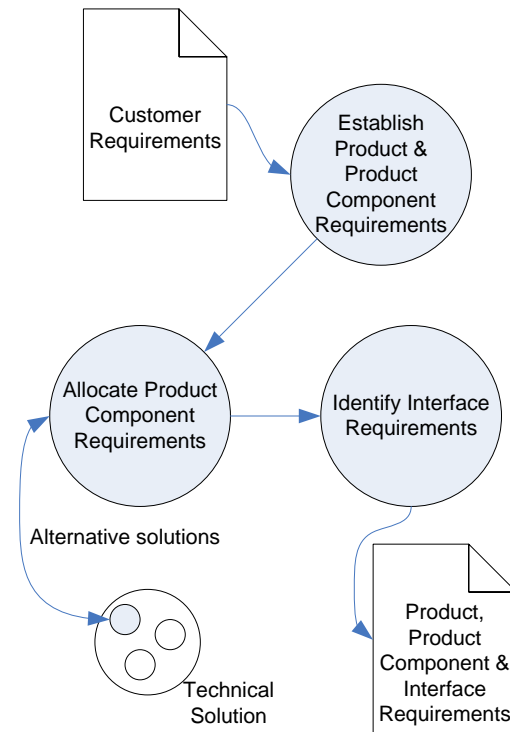 Customer
Requirements
Establish
Product &
Product
Component
Requirements
Allocate Product
Component
Requirements
Identify Interface
Requirements
Alternative solutions
Technical
Solution
Product,
Product
Component &
Interface
Requirements